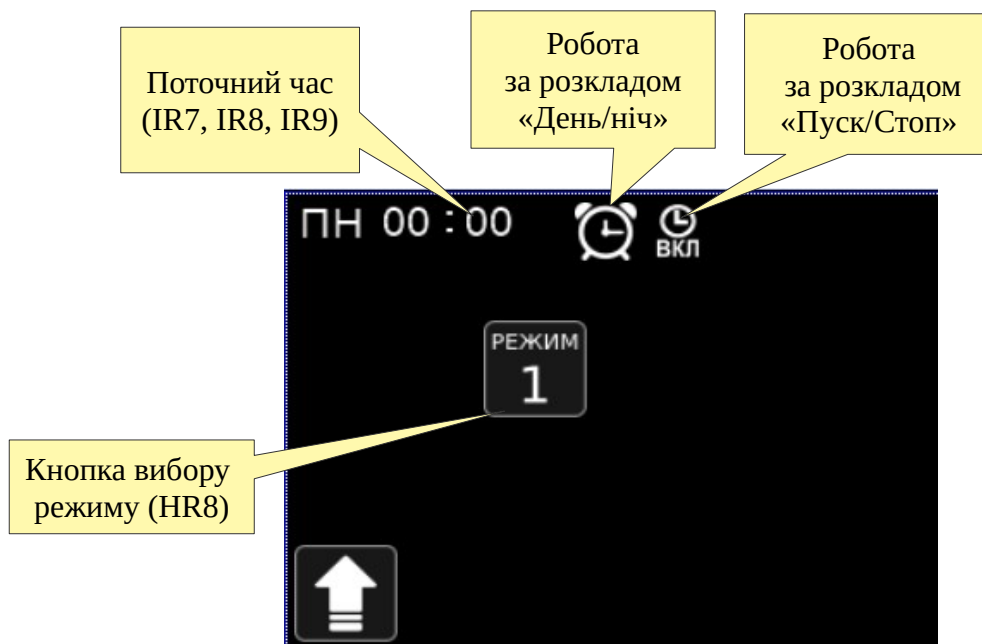 Поточний час
(IR7, IR8, IR9)
Робота
за розкладом
«День/ніч»
Робота
за розкладом
«Пуск/Стоп»
ПН 00 : 00
ВКЛ
РЕЖИМ
1
Кнопка вибору
режиму (HR8)